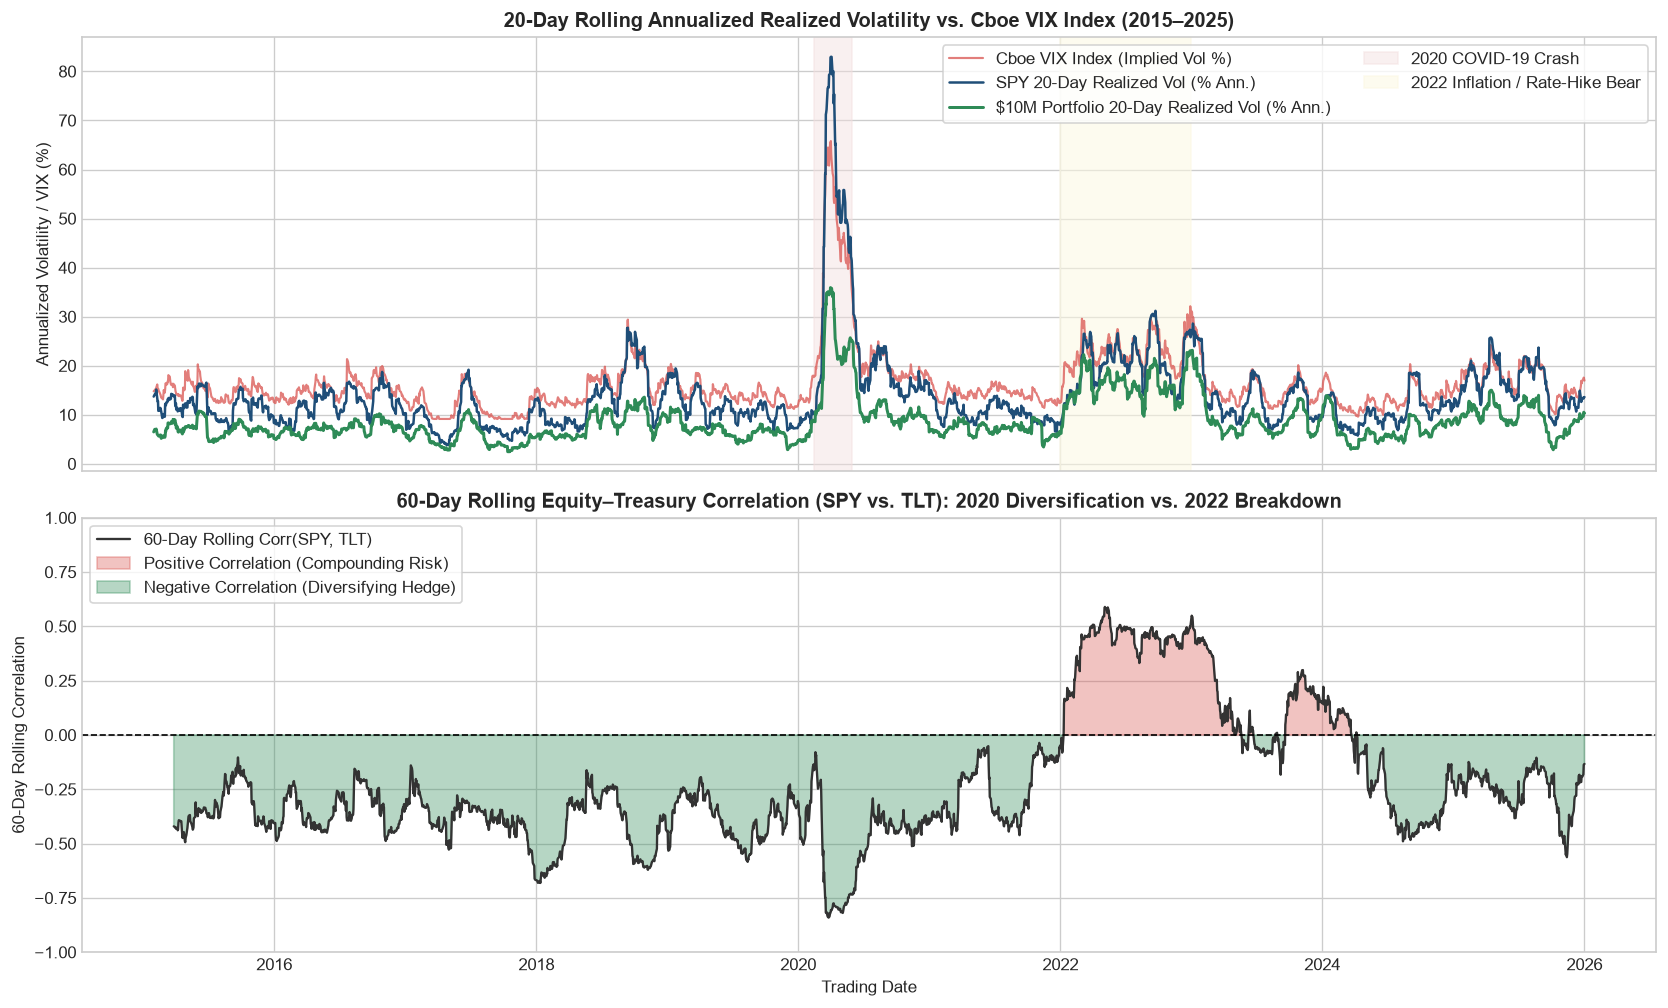 20-Day Rolling Annualized Realized Volatility vs. Cboe VIX Index (2015–2025)
Annualized Volatility / VIX (%)
80
70
60
50
40
30
20
10
0
Cboe VIX Index (Implied Vol %)
SPY 20-Day Realized Vol (% Ann.)
$10M Portfolio 20-Day Realized Vol (% Ann.)
2020 COVID-19 Crash
2022 Inflation / Rate-Hike Bear
60-Day Rolling Equity–Treasury Correlation (SPY vs. TLT): 2020 Diversification vs. 2022 Breakdown
60-Day Rolling Correlation
1.00
0.75
0.50
0.25
0.00
−0.25
−0.50
−0.75
−1.00
60-Day Rolling Corr(SPY, TLT)
Positive Correlation (Compounding Risk)
Negative Correlation (Diversifying Hedge)
2016
2018
2020
2022
2024
2026
Trading Date